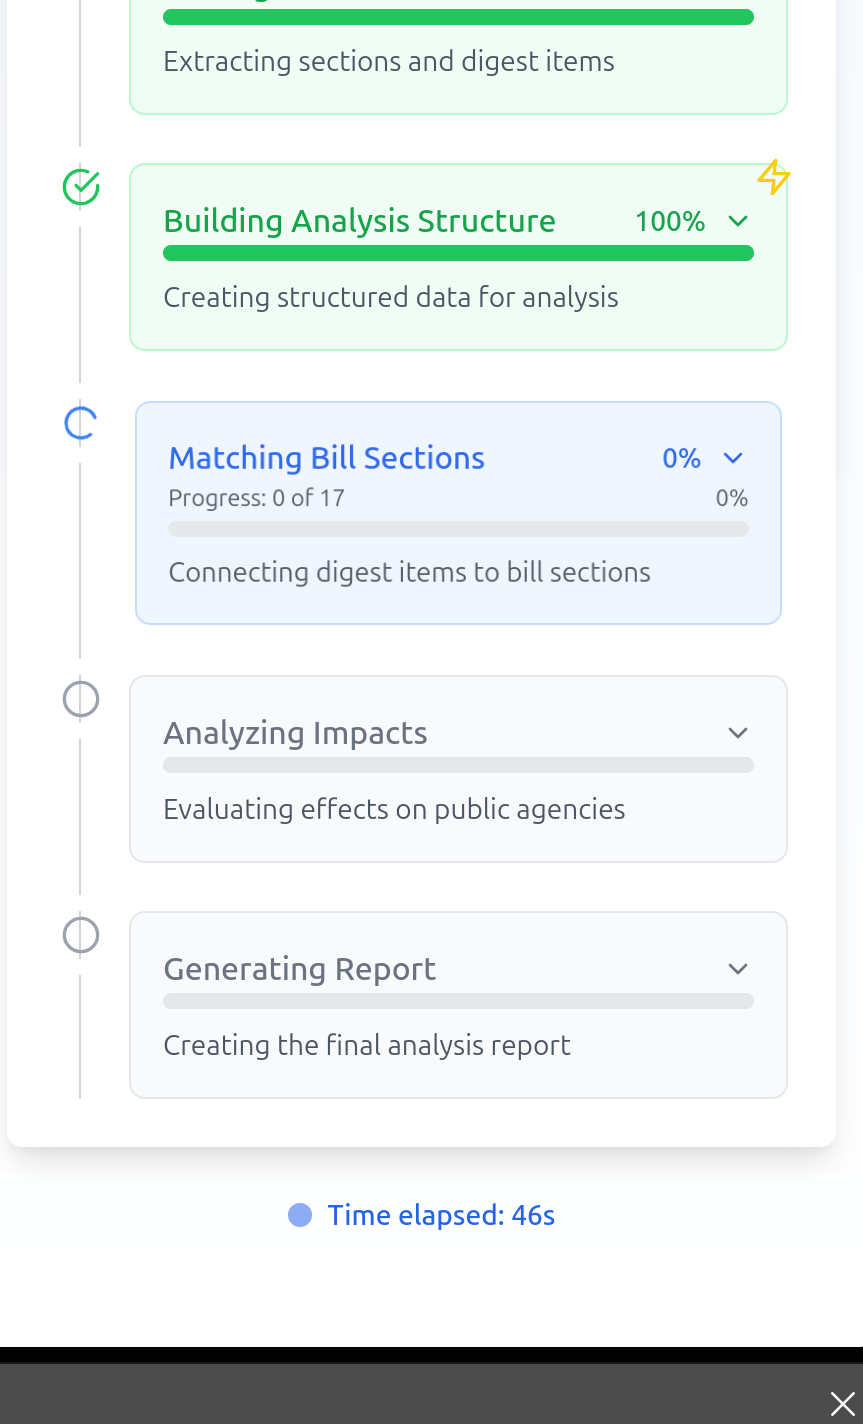 Extracting sections and digest items
Building Analysis Structure 100%
Creating structured data for analysis
Matching Bill Sections 0%
Progress: 0 of 17 0%
Connecting digest items to bill sections
Analyzing Impacts
Evaluating effects on public agencies
Generating Report
Creating the final analysis report
Time elapsed: 46s